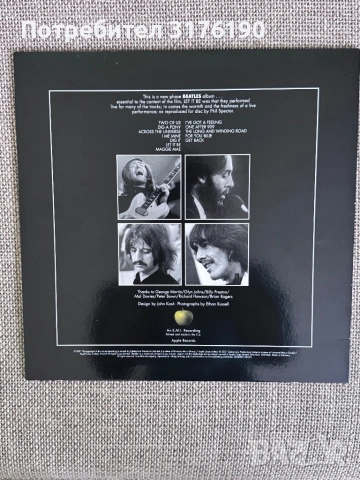 Потребител 3176190
This is a new phase BEATLES album . . .
essential to the content of the film, LET IT BE was that they performed
live for many of the tracks; in comes the warmth and the freshness of a live
performance; as reproduced for disc by Phil Spector.
TWO OF US
DIG A PONY
ACROSS THE UNIVERSE
I ME MINE
DIG IT
LET IT BE
MAGGIE MAE
I'VE GOT A FEELING
ONE AFTER 909
THE LONG AND WINDING ROAD
FOR YOU BLUE
GET BACK
Thanks to George Martin/Glyn Johns/Billy Preston/
Mal Davies/Peter Bown/Richard Hewson/Brian Rogers
Design by John Kosh Photographs by Ethan Russell
An E.M.I. Recording
Apple Records
BAZAR